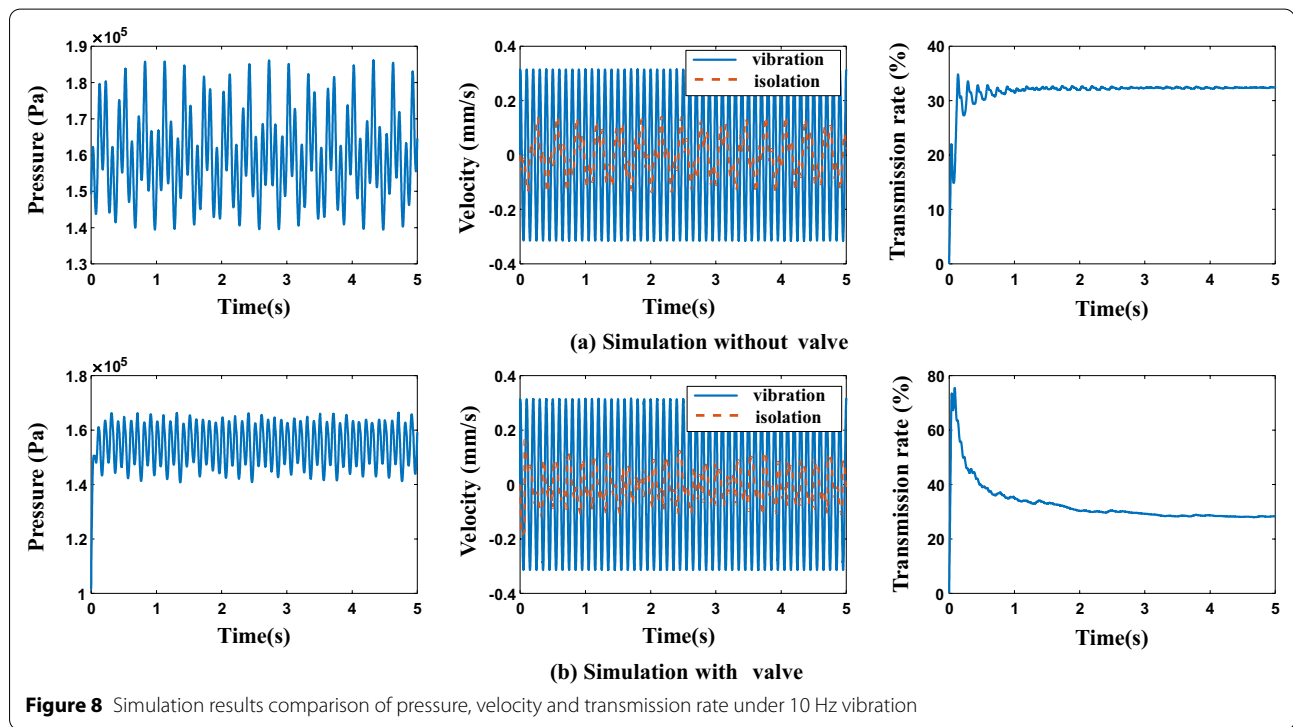 ×10⁵
1.9
1.8
1.7
1.6
1.5
1.4
1.3
Pressure (Pa)
0 1 2 3 4 5
Time(s)
0.4
0.2
0
-0.2
-0.4
Velocity (mm/s)
vibration
isolation
0 1 2 3 4 5
Time(s)
40
30
20
10
0
Transmission rate (%)
0 1 2 3 4 5
Time(s)
(a) Simulation without valve
×10⁵
1.8
1.6
1.4
1.2
1
Pressure (Pa)
0 1 2 3 4 5
Time(s)
0.4
0.2
0
-0.2
-0.4
Velocity (mm/s)
vibration
isolation
0 1 2 3 4 5
Time(s)
80
60
40
20
0
Transmission rate (%)
0 1 2 3 4 5
Time(s)
(b) Simulation with valve
Figure 8 Simulation results comparison of pressure, velocity and transmission rate under 10 Hz vibration